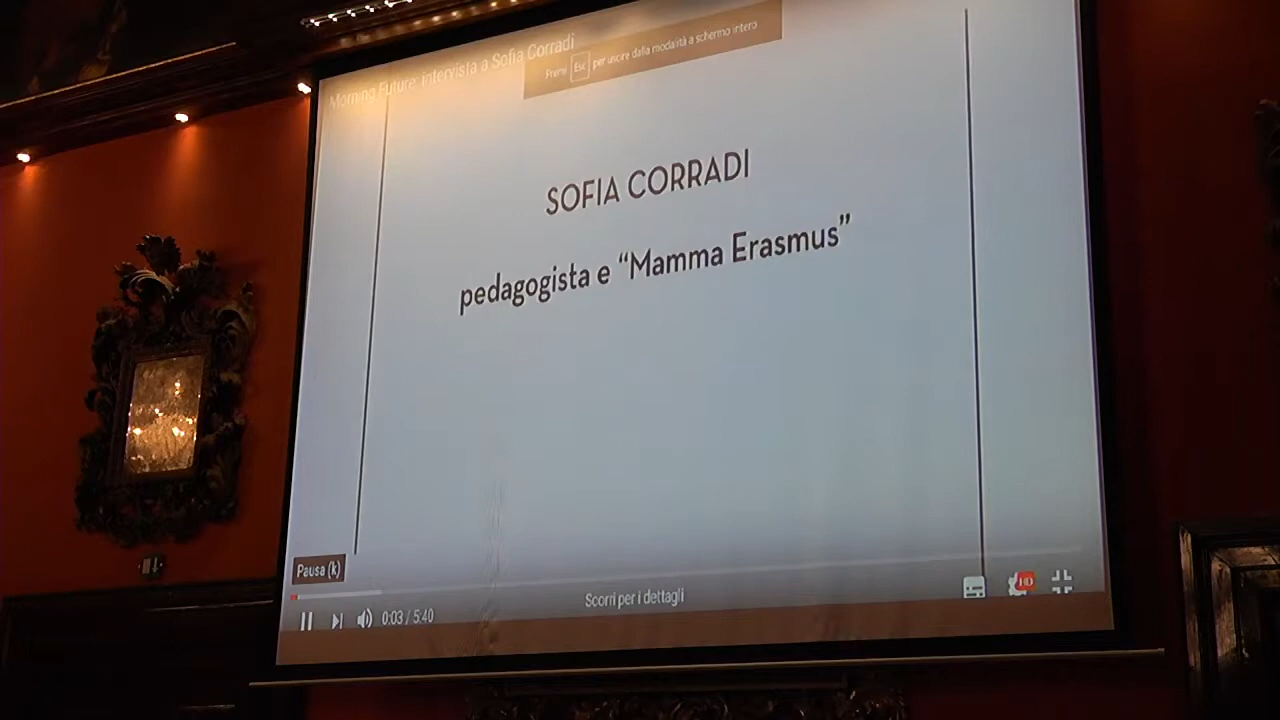 Morning Future: intervista a Sofia Corradi
Premi Esc per uscire dalla modalità a schermo intero
SOFIA CORRADI
pedagogista e “Mamma Erasmus”
Pausa (k)
0:03 / 5:40
Scorri per i dettagli
HD